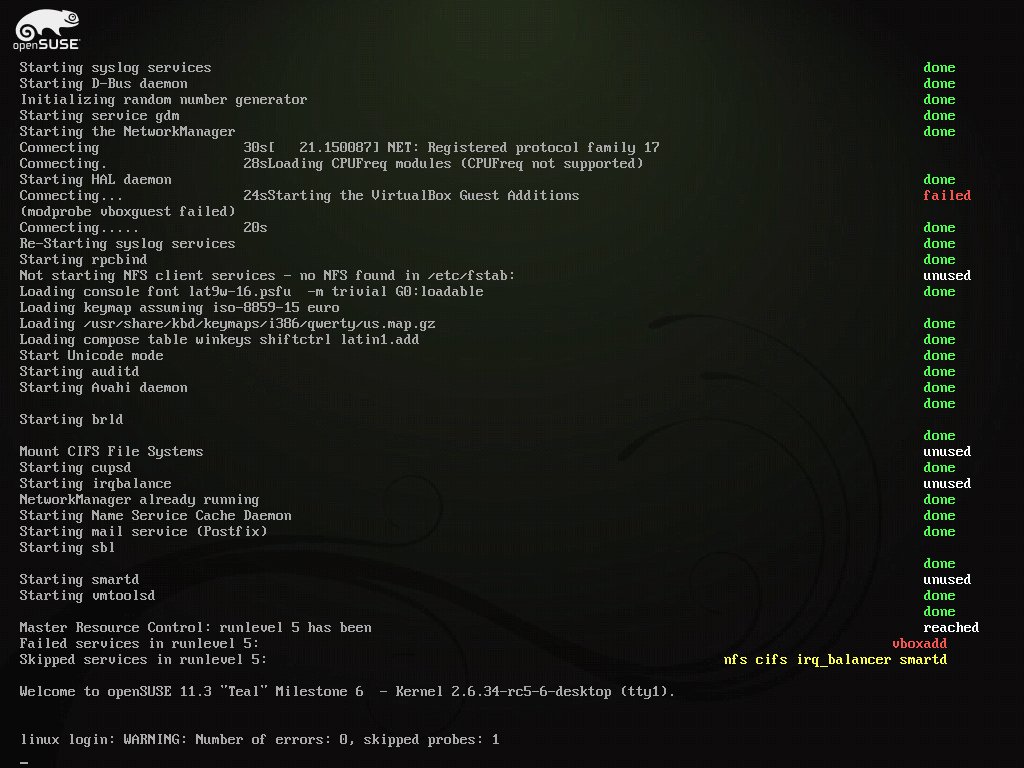 openSUSE
Starting syslog services done
Starting D-Bus daemon done
Initializing random number generator done
Starting service gdm done
Starting the NetworkManager done
Connecting 30s[ 21.150087] NET: Registered protocol family 17
Connecting. 28sLoading CPUFreq modules (CPUFreq not supported)
Starting HAL daemon done
Connecting... 24sStarting the VirtualBox Guest Additions failed
(modprobe vboxguest failed)
Connecting..... 20s done
Re-Starting syslog services done
Starting rpcbind done
Not starting NFS client services - no NFS found in /etc/fstab: unused
Loading console font lat9w-16.psfu -m trivial G0:loadable done
Loading keymap assuming iso-8859-15 euro
Loading /usr/share/kbd/keymaps/i386/qwerty/us.map.gz done
Loading compose table winkeys shiftctrl latin1.add done
Start Unicode mode done
Starting auditd done
Starting Avahi daemon done
done
Starting brld
done
Mount CIFS File Systems unused
Starting cupsd done
Starting irqbalance unused
NetworkManager already running done
Starting Name Service Cache Daemon done
Starting mail service (Postfix) done
Starting sbl
done
Starting smartd unused
Starting vmtoolsd done
done
Master Resource Control: runlevel 5 has been reached
Failed services in runlevel 5: vboxadd
Skipped services in runlevel 5: nfs cifs irq_balancer smartd
Welcome to openSUSE 11.3 "Teal" Milestone 6 - Kernel 2.6.34-rc5-6-desktop (tty1).
linux login: WARNING: Number of errors: 0, skipped probes: 1
_